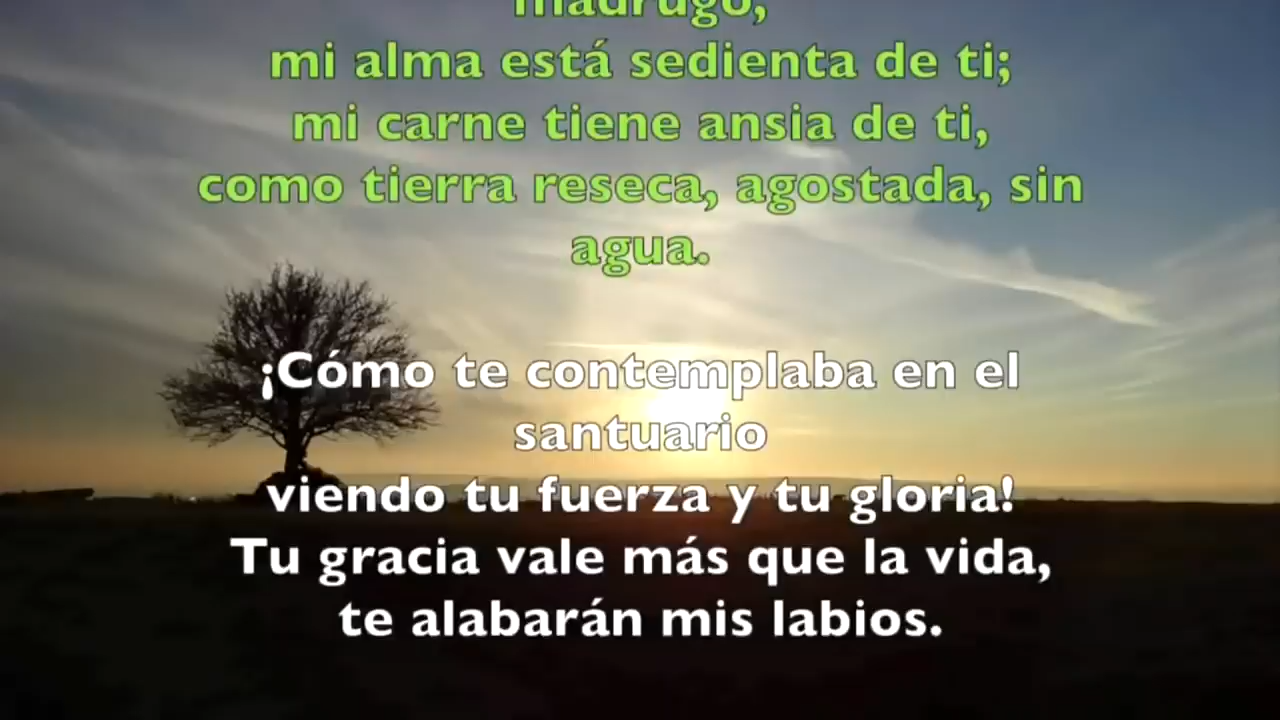 madrugo,
mi alma está sedienta de ti;
mi carne tiene ansia de ti,
como tierra reseca, agostada, sin
agua.
¡Cómo te contemplaba en el
santuario
viendo tu fuerza y tu gloria!
Tu gracia vale más que la vida,
te alabarán mis labios.